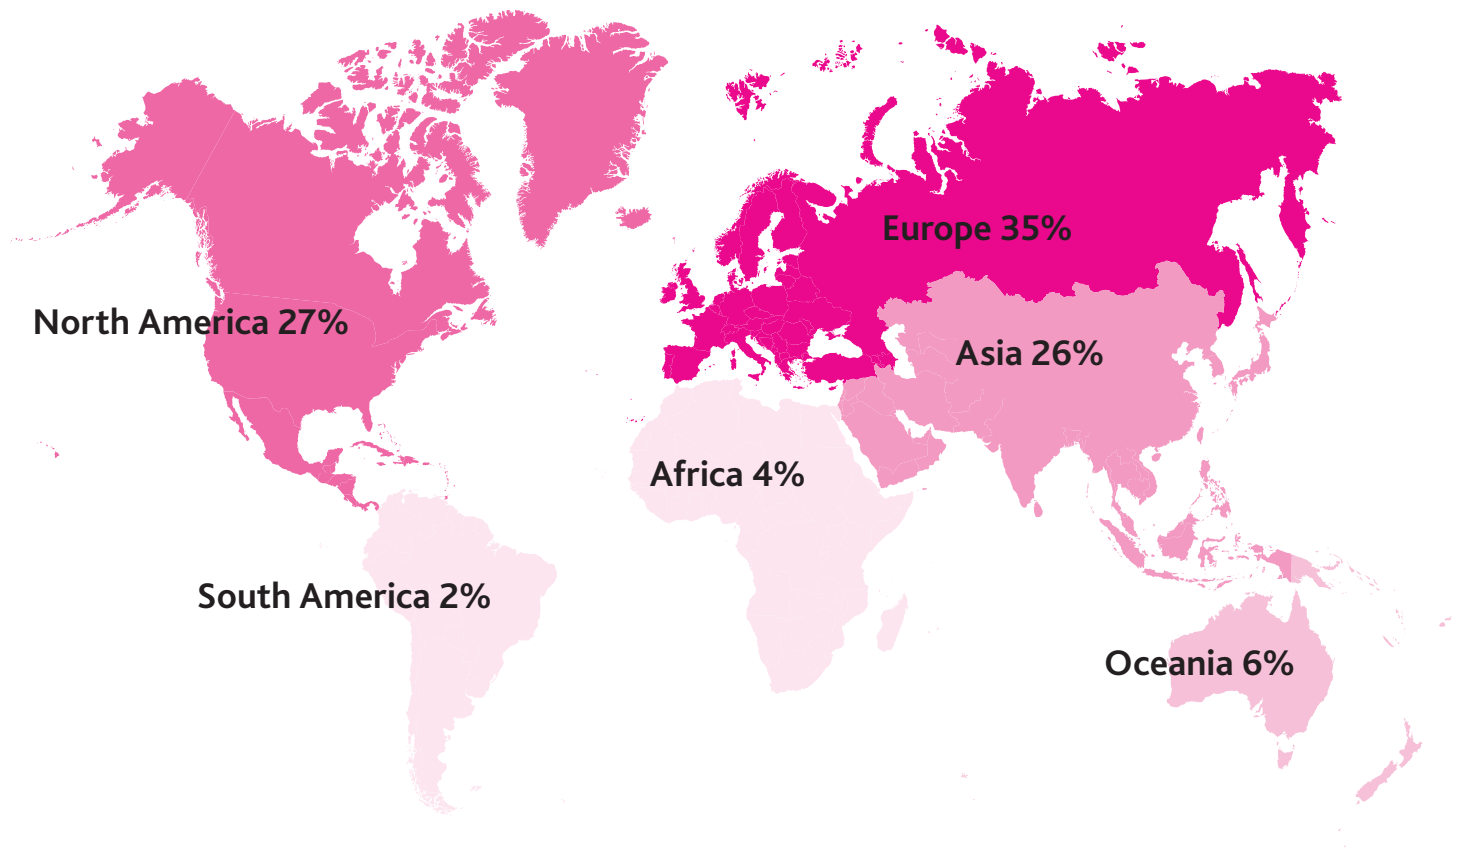 Europe 35%
North America 27%
Asia 26%
Africa 4%
South America 2%
Oceania 6%